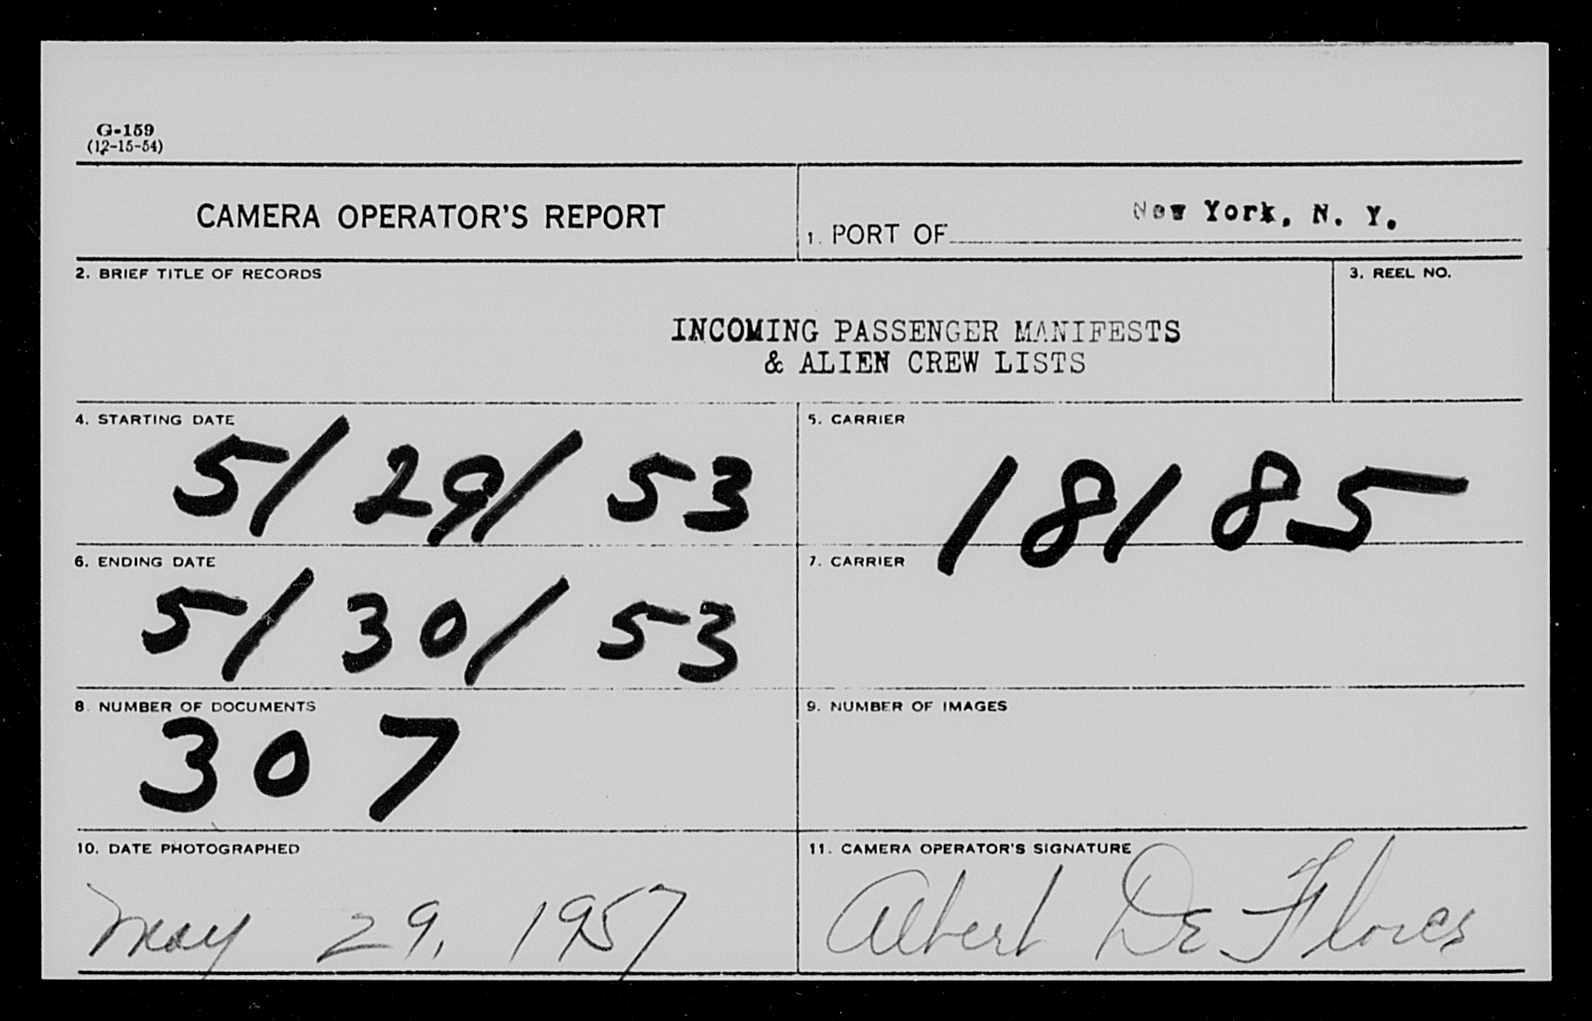 G-159
(12-15-54)
CAMERA OPERATOR'S REPORT
1. PORT OF New York, N. Y.
2. BRIEF TITLE OF RECORDS
INCOMING PASSENGER MANIFESTS
& ALIEN CREW LISTS
3. REEL NO.
4. STARTING DATE
5/29/53
5. CARRIER
18185
6. ENDING DATE
5/30/53
7. CARRIER
8. NUMBER OF DOCUMENTS
307
9. NUMBER OF IMAGES
10. DATE PHOTOGRAPHED
May 29, 1957
11. CAMERA OPERATOR'S SIGNATURE
Albert De Flores